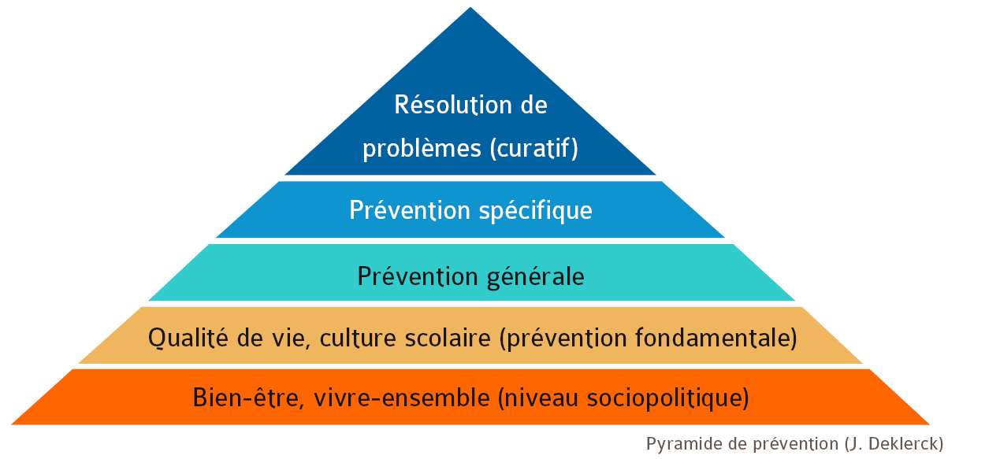 Résolution de
problèmes (curatif)
Prévention spécifique
Prévention générale
Qualité de vie, culture scolaire (prévention fondamentale)
Bien-être, vivre-ensemble (niveau sociopolitique)
Pyramide de prévention (J. Deklerck)